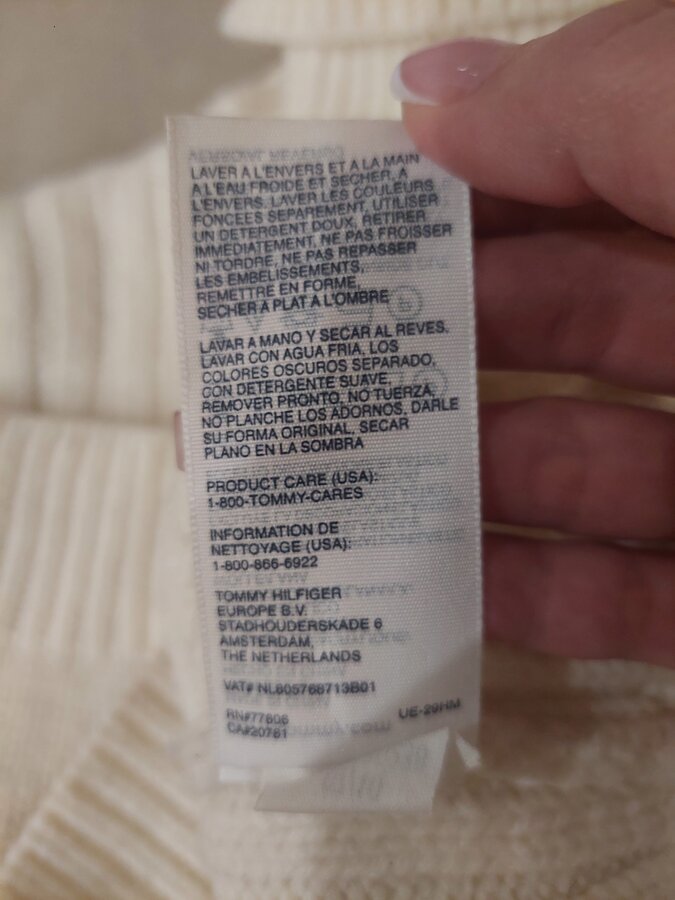 LAVER A L'ENVERS ET A LA MAIN
A L'EAU FROIDE ET SECHER, A
L'ENVERS. LAVER LES COULEURS
FONCEES SEPAREMENT, UTILISER
UN DETERGENT DOUX, RETIRER
IMMEDIATEMENT, NE PAS FROISSER
NI TORDRE, NE PAS REPASSER
LES EMBELISSEMENTS,
REMETTRE EN FORME,
SECHER A PLAT A L'OMBRE
LAVAR A MANO Y SECAR AL REVES.
LAVAR CON AGUA FRIA, LOS
COLORES OSCUROS SEPARADO,
CON DETERGENTE SUAVE,
REMOVER PRONTO, NO TUERZA,
NO PLANCHE LOS ADORNOS, DARLE
SU FORMA ORIGINAL, SECAR
PLANO EN LA SOMBRA
PRODUCT CARE (USA):
1-800-TOMMY-CARES
INFORMATION DE
NETTOYAGE (USA):
1-800-866-6922
TOMMY HILFIGER
EUROPE B.V.
STADHOUDERSKADE 6
AMSTERDAM,
THE NETHERLANDS
VAT# NL805768713B01
RN#77806 UE-29HM
CA#20761